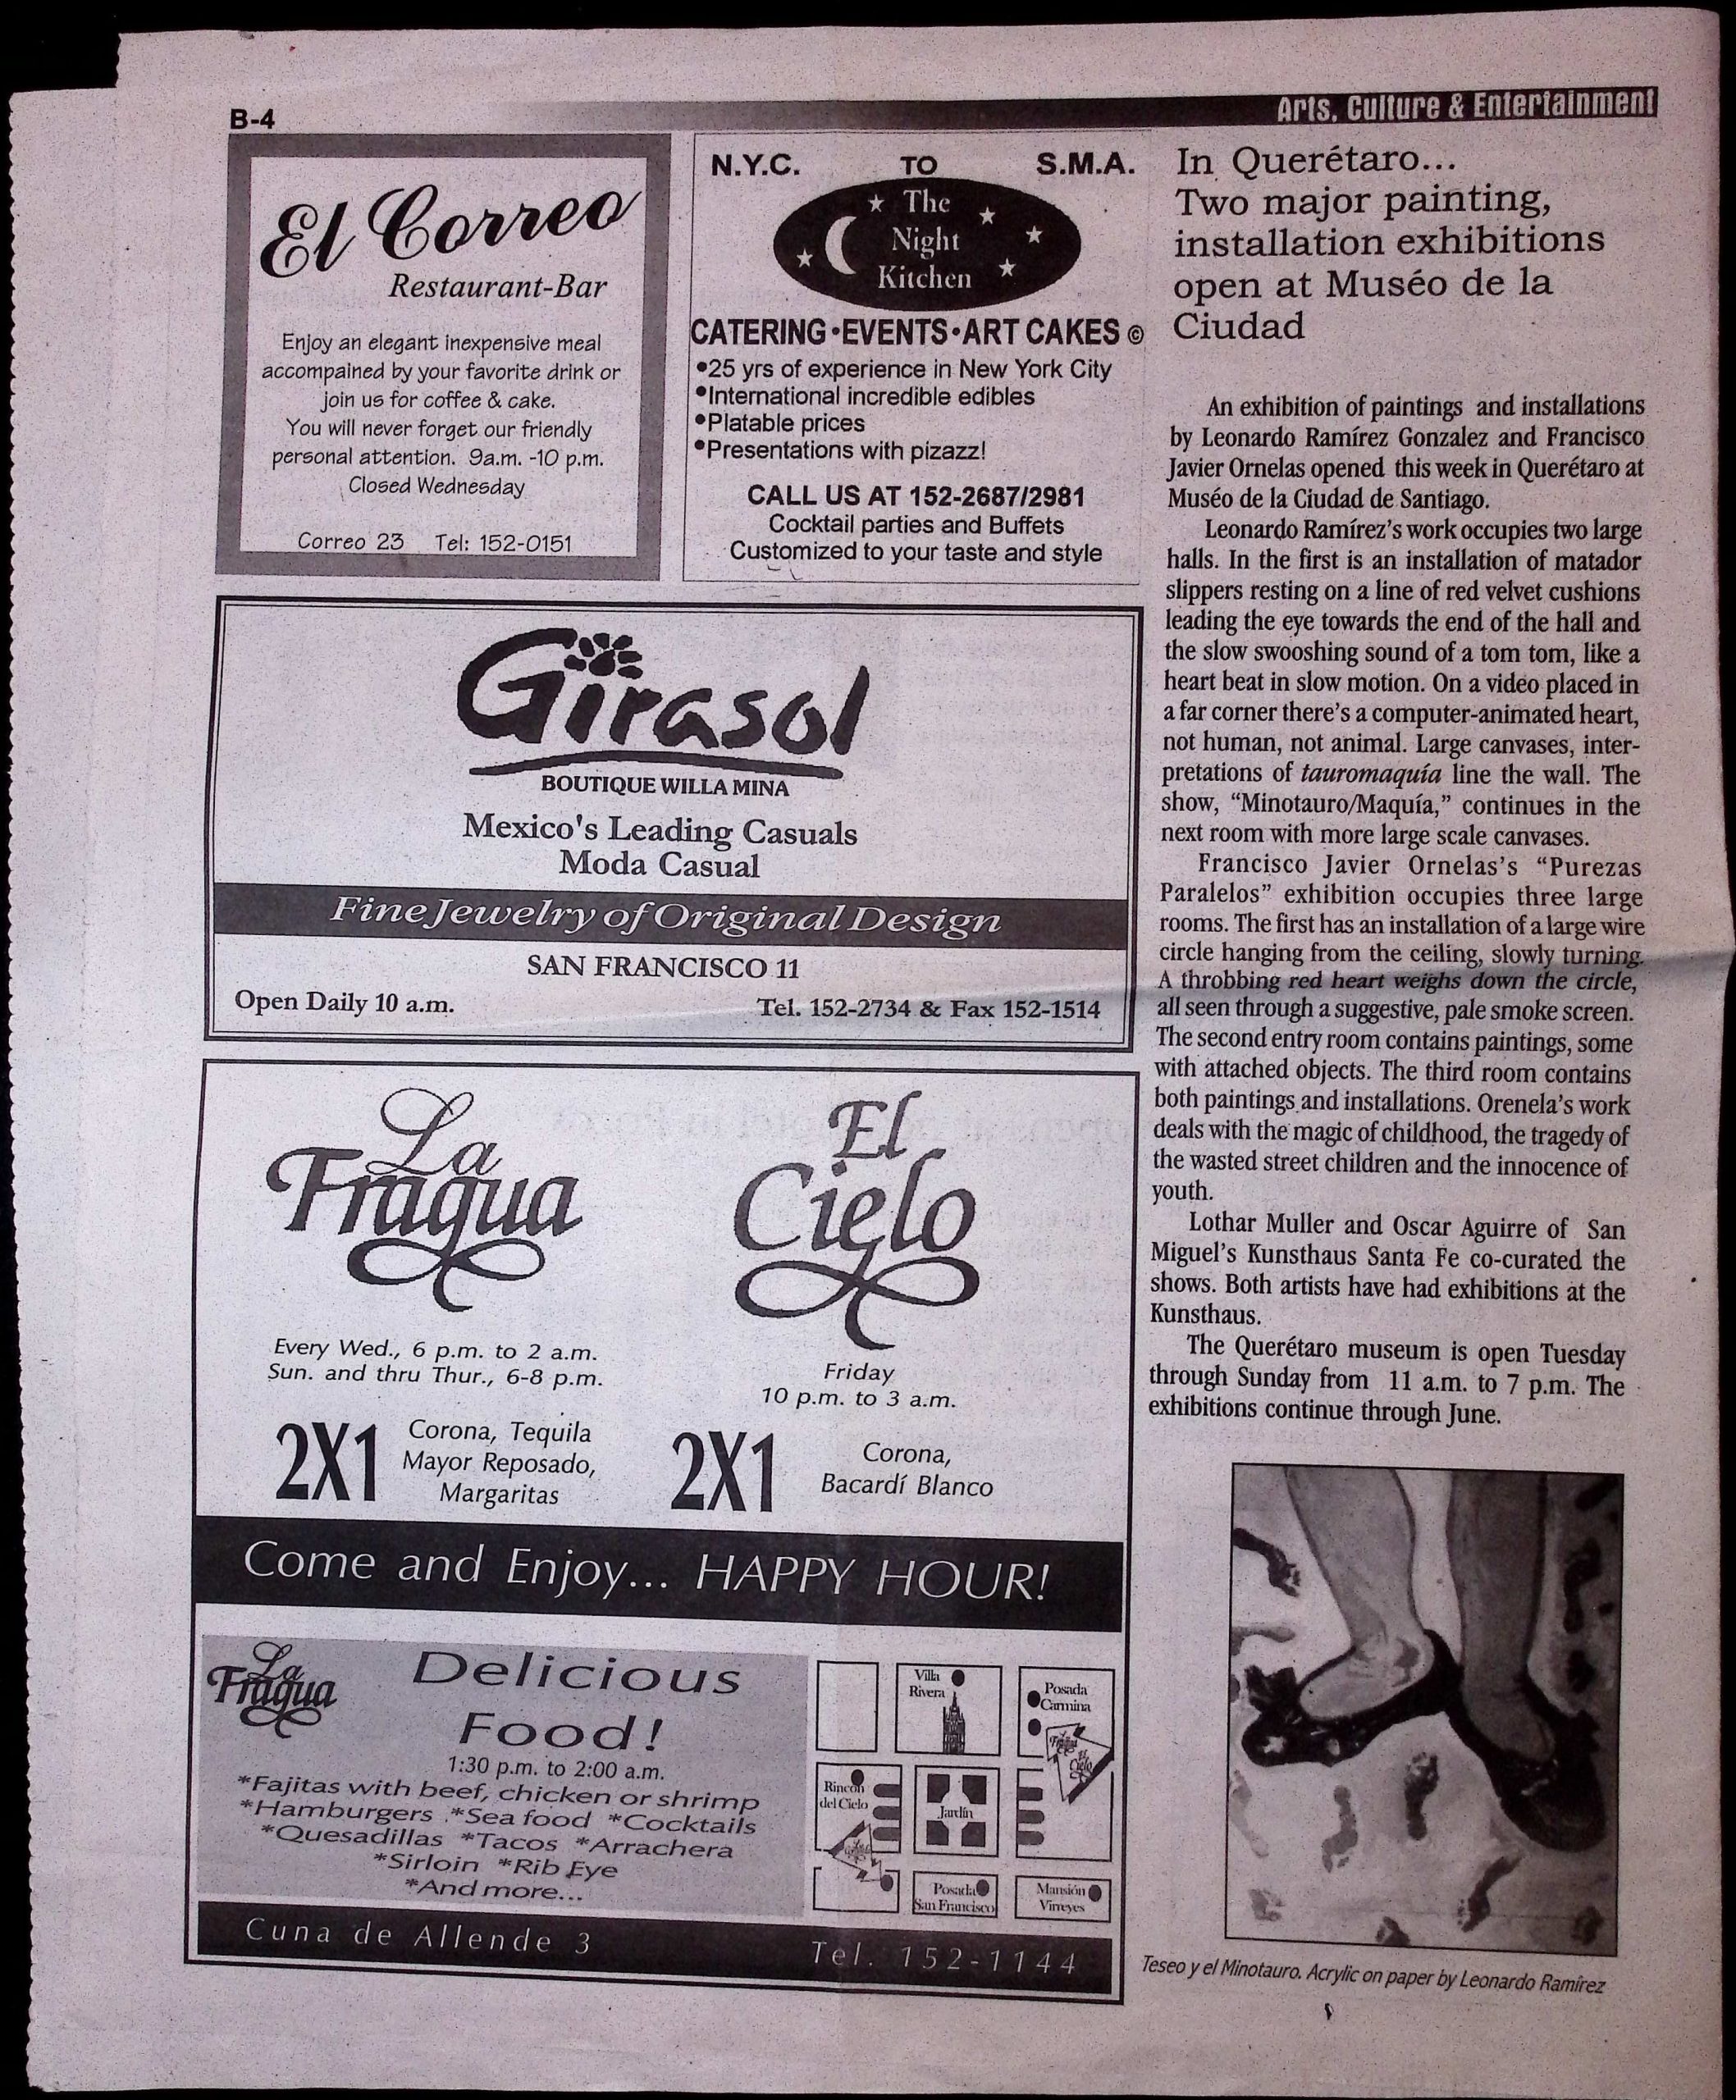 B-4
Arts, Culture & Entertainment
El Correo
Restaurant-Bar
Enjoy an elegant inexpensive meal
accompained by your favorite drink or
join us for coffee & cake.
You will never forget our friendly
personal attention. 9a.m. -10 p.m.
Closed Wednesday
Correo 23 Tel: 152-0151
N.Y.C. TO S.M.A.
The
Night
Kitchen
CATERING•EVENTS•ART CAKES ©
•25 yrs of experience in New York City
•International incredible edibles
•Platable prices
•Presentations with pizazz!
CALL US AT 152-2687/2981
Cocktail parties and Buffets
Customized to your taste and style
Girasol
BOUTIQUE WILLA MINA
Mexico's Leading Casuals
Moda Casual
Fine Jewelry of Original Design
SAN FRANCISCO 11
Open Daily 10 a.m. Tel. 152-2734 & Fax 152-1514
La
Fragua
Every Wed., 6 p.m. to 2 a.m.
Sun. and thru Thur., 6-8 p.m.
2X1
Corona, Tequila
Mayor Reposado,
Margaritas
El
Cielo
Friday
10 p.m. to 3 a.m.
2X1
Corona,
Bacardí Blanco
Come and Enjoy... HAPPY HOUR!
La
Fragua
Delicious
Food!
1:30 p.m. to 2:00 a.m.
*Fajitas with beef, chicken or shrimp
*Hamburgers .*Sea food *Cocktails
*Quesadillas *Tacos *Arrachera
*Sirloin *Rib Eye
*And more...
Villa
Rivera
Posada
Carmina
La
Fragua
El
Cielo
Rincón
del Cielo
Jardín
Posada
San Francisco
Mansión
Virreyes
Cuna de Allende 3 Tel. 152-1144
In Querétaro...
Two major painting,
installation exhibitions
open at Muséo de la
Ciudad
An exhibition of paintings and installations
by Leonardo Ramírez Gonzalez and Francisco
Javier Ornelas opened this week in Querétaro at
Muséo de la Ciudad de Santiago.
Leonardo Ramírez's work occupies two large
halls. In the first is an installation of matador
slippers resting on a line of red velvet cushions
leading the eye towards the end of the hall and
the slow swooshing sound of a tom tom, like a
heart beat in slow motion. On a video placed in
a far corner there's a computer-animated heart,
not human, not animal. Large canvases, inter-
pretations of tauromaquía line the wall. The
show, "Minotauro/Maquía," continues in the
next room with more large scale canvases.
Francisco Javier Ornelas's "Purezas
Paralelos" exhibition occupies three large
rooms. The first has an installation of a large wire
circle hanging from the ceiling, slowly turning.
A throbbing red heart weighs down the circle,
all seen through a suggestive, pale smoke screen.
The second entry room contains paintings, some
with attached objects. The third room contains
both paintings and installations. Orenela's work
deals with the magic of childhood, the tragedy of
the wasted street children and the innocence of
youth.
Lothar Muller and Oscar Aguirre of San
Miguel's Kunsthaus Santa Fe co-curated the
shows. Both artists have had exhibitions at the
Kunsthaus.
The Querétaro museum is open Tuesday
through Sunday from 11 a.m. to 7 p.m. The
exhibitions continue through June.
Teseo y el Minotauro. Acrylic on paper by Leonardo Ramírez